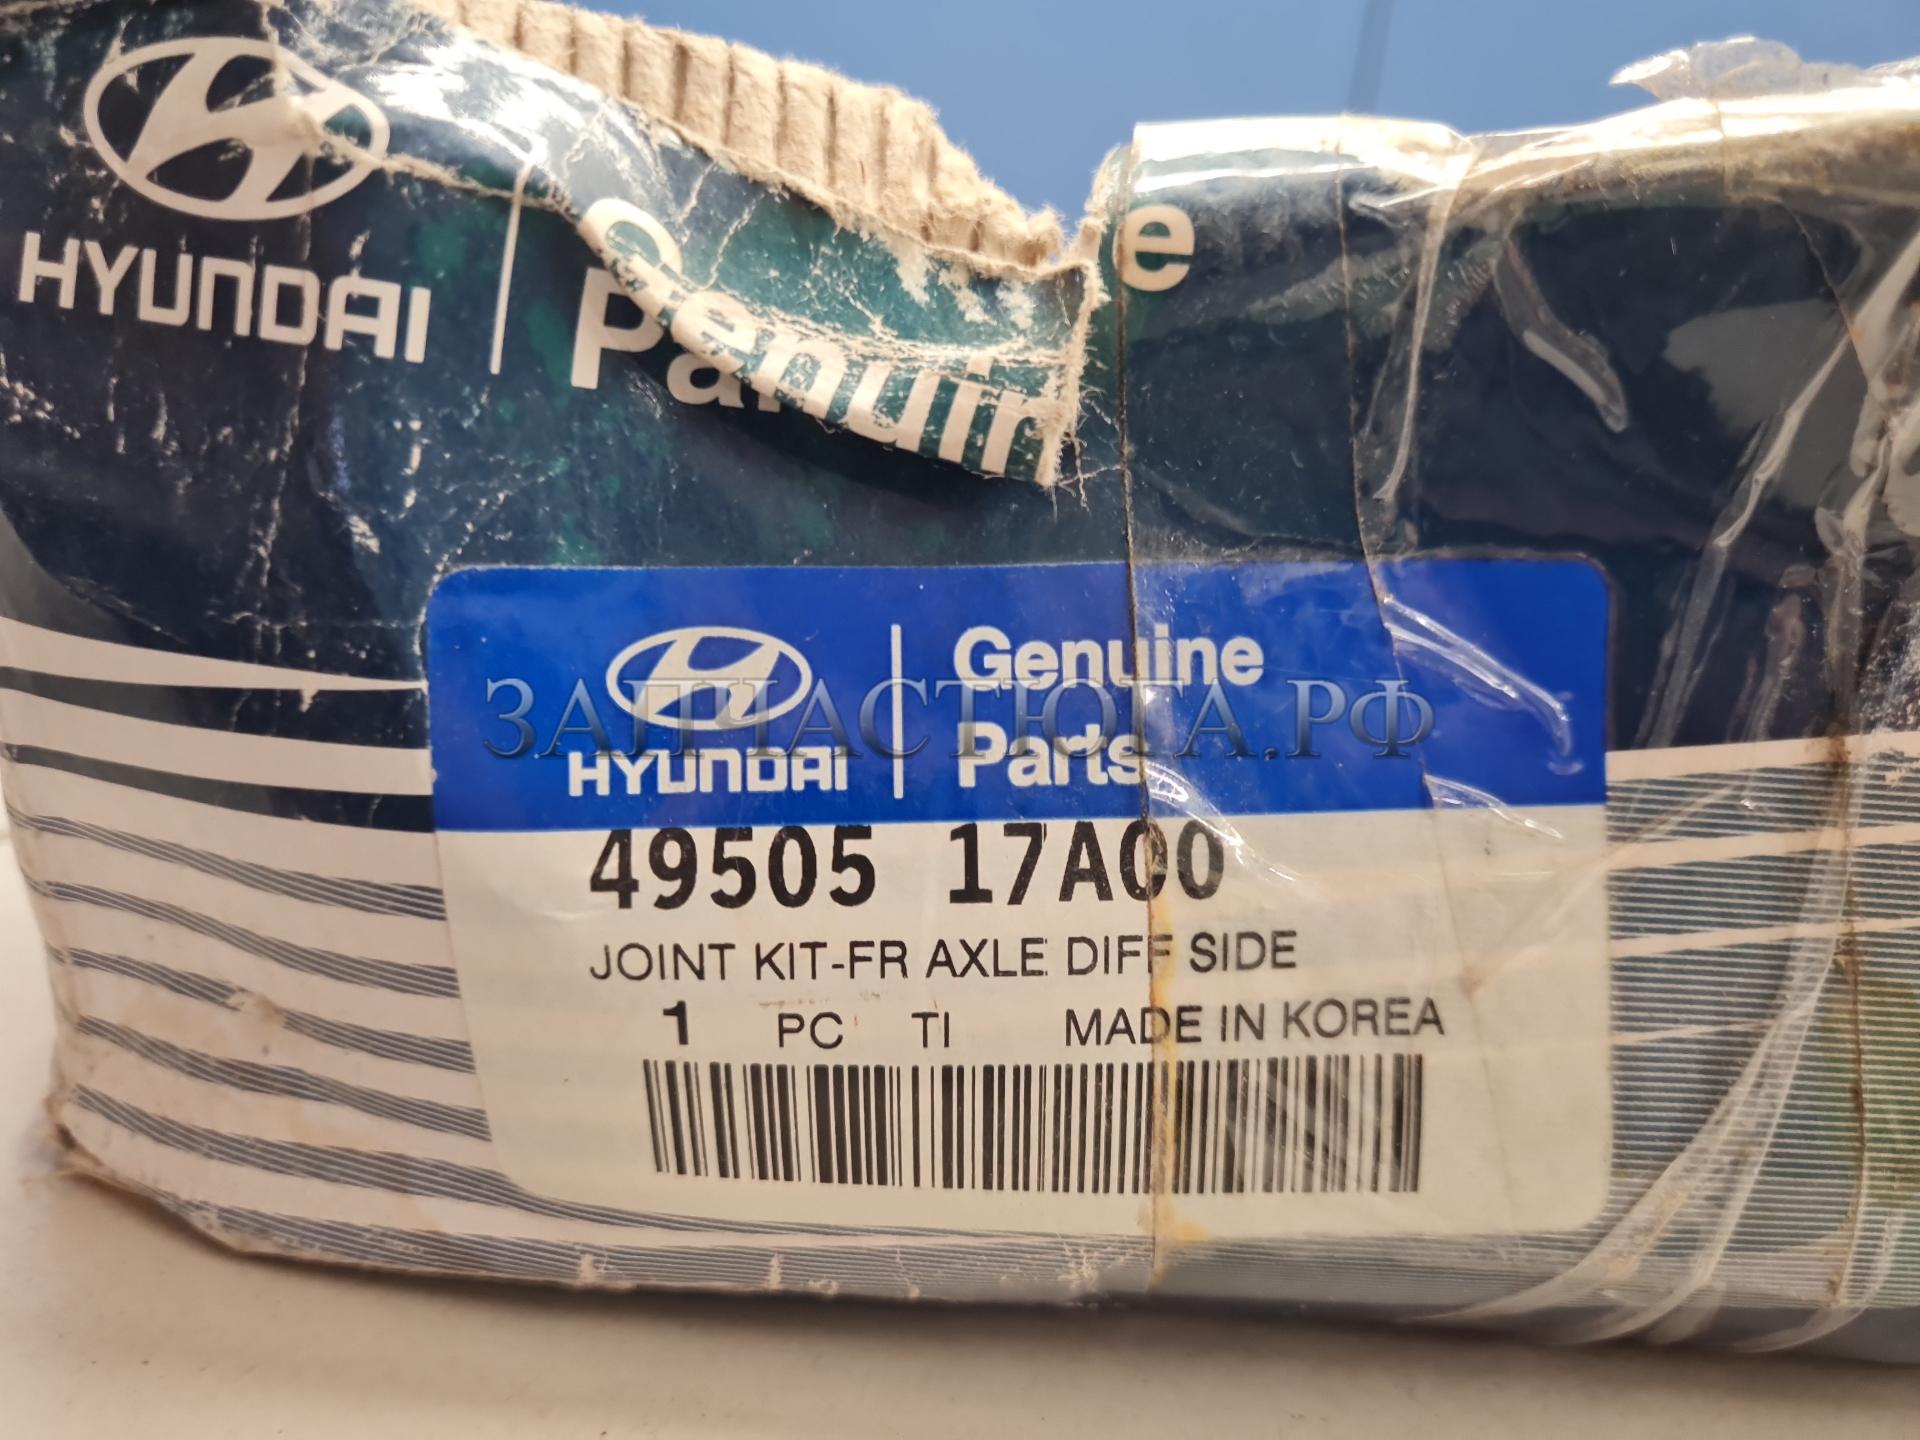 HYUNDAI
Genuine
Pa
HYUNDAI
Genuine
Parts
ЗАПЧАСТЮГА.РФ
49505 17A00
JOINT KIT-FR AXLE DIFF SIDE
1 PC TI MADE IN KOREA